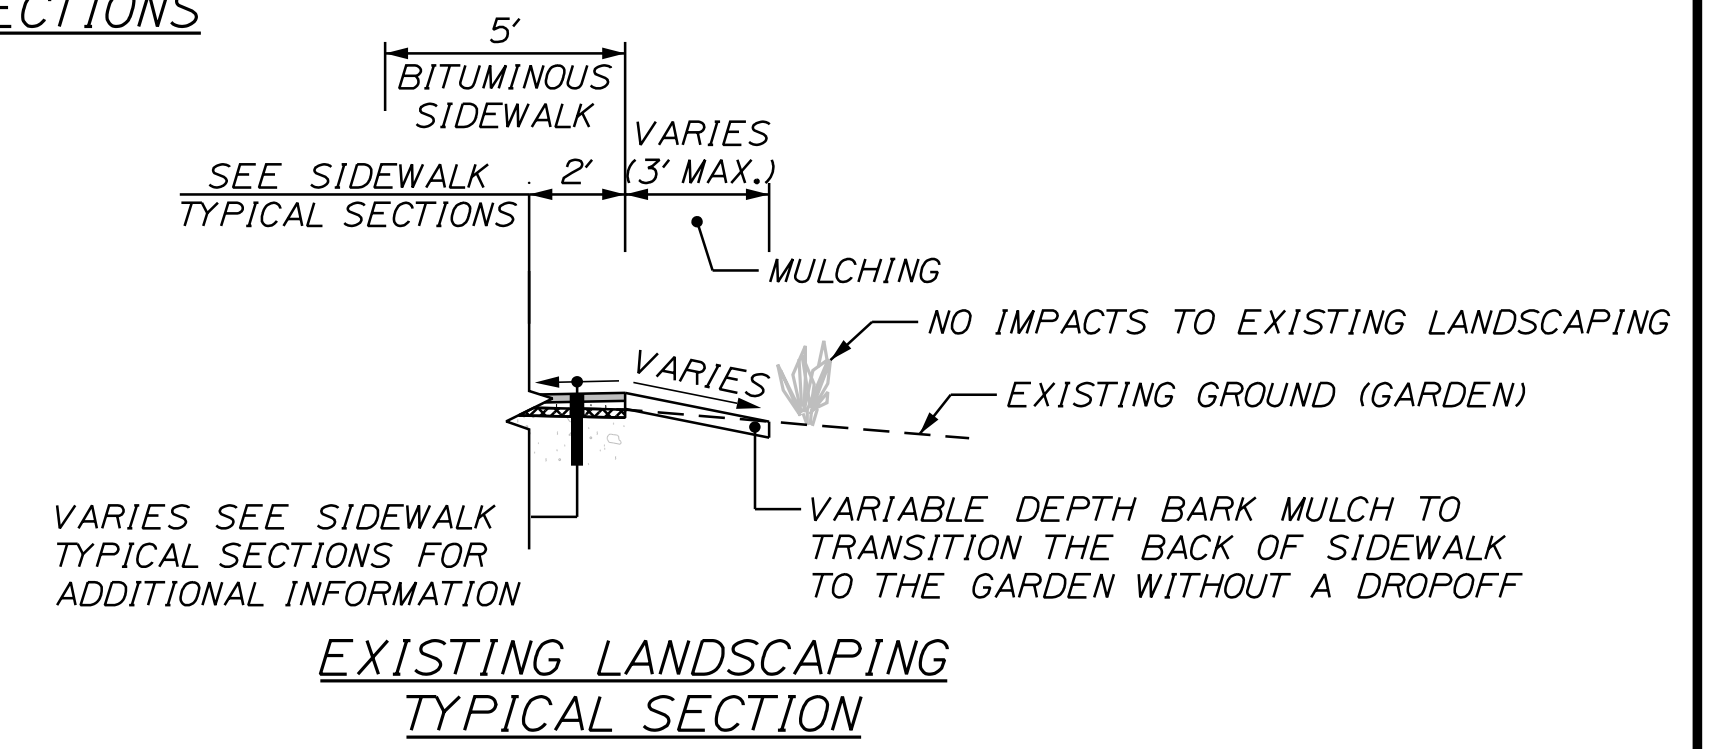 5'
BITUMINOUS
SIDEWALK
VARIES
(3' MAX.)
2'
SEE SIDEWALK
TYPICAL SECTIONS
MULCHING
NO IMPACTS TO EXISTING LANDSCAPING
VARIES
EXISTING GROUND (GARDEN)
VARIES SEE SIDEWALK
TYPICAL SECTIONS FOR
ADDITIONAL INFORMATION
VARIABLE DEPTH BARK MULCH TO
TRANSITION THE BACK OF SIDEWALK
TO THE GARDEN WITHOUT A DROPOFF
EXISTING LANDSCAPING
TYPICAL SECTION